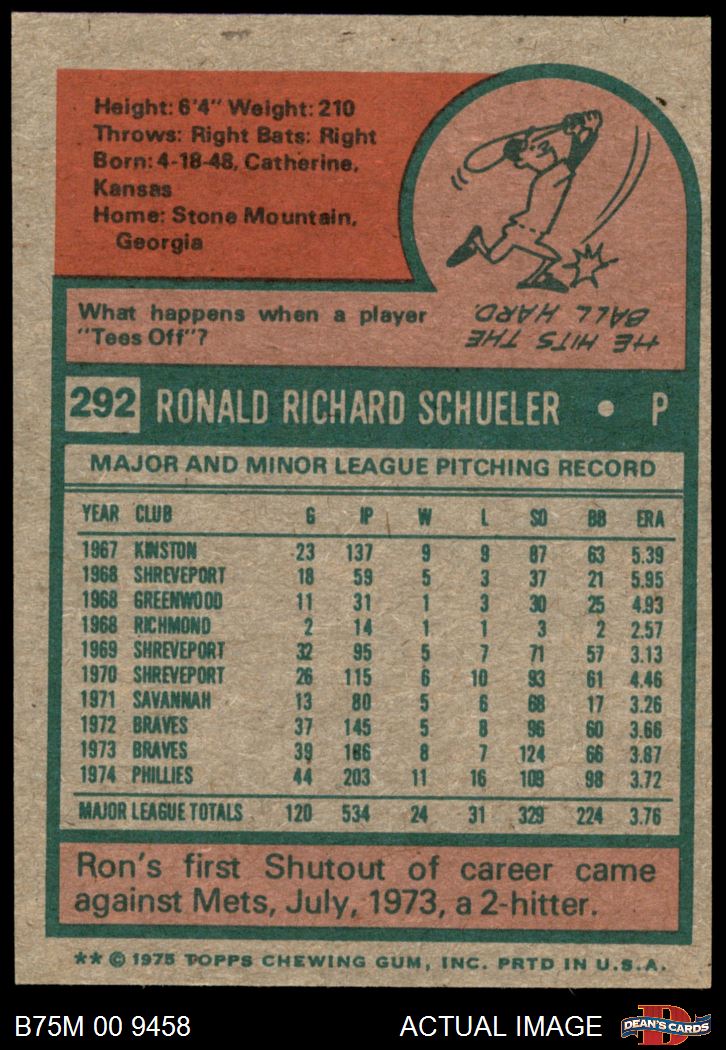 Height: 6'4" Weight: 210
Throws: Right Bats: Right
Born: 4-18-48, Catherine,
Kansas
Home: Stone Mountain,
Georgia
What happens when a player
"Tees Off"?
HE HITS THE
BALL HARD.
292 RONALD RICHARD SCHUELER • P
MAJOR AND MINOR LEAGUE PITCHING RECORD
YEAR CLUB G IP W L SO BB ERA
1967 KINSTON 23 137 9 9 87 63 5.39
1968 SHREVEPORT 18 59 5 3 37 21 5.95
1968 GREENWOOD 11 31 1 3 30 25 4.93
1968 RICHMOND 2 14 1 1 3 2 2.57
1969 SHREVEPORT 32 95 5 7 71 57 3.13
1970 SHREVEPORT 26 115 6 10 93 61 4.46
1971 SAVANNAH 13 80 5 6 68 17 3.26
1972 BRAVES 37 145 5 8 96 60 3.66
1973 BRAVES 39 186 8 7 124 66 3.87
1974 PHILLIES 44 203 11 16 109 98 3.72
MAJOR LEAGUE TOTALS 120 534 24 31 329 224 3.76
Ron's first Shutout of career came
against Mets, July, 1973, a 2-hitter.
** © 1975 TOPPS CHEWING GUM, INC. PRTD IN U.S.A.
B75M 00 9458 ACTUAL IMAGE DEAN'S CARDS